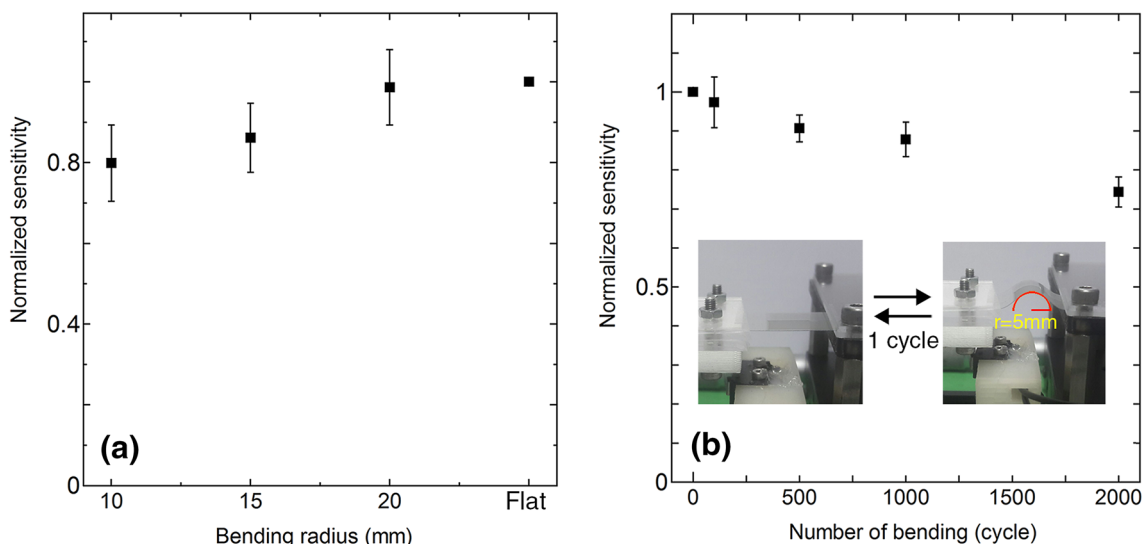 Normalized sensitivity
0.8
0.4
0
(a)
10
15
20
Flat
Bending radius (mm)
Normalized sensitivity
1
0.5
0
r=5mm
1 cycle
(b)
0
500
1000
1500
2000
Number of bending (cycle)